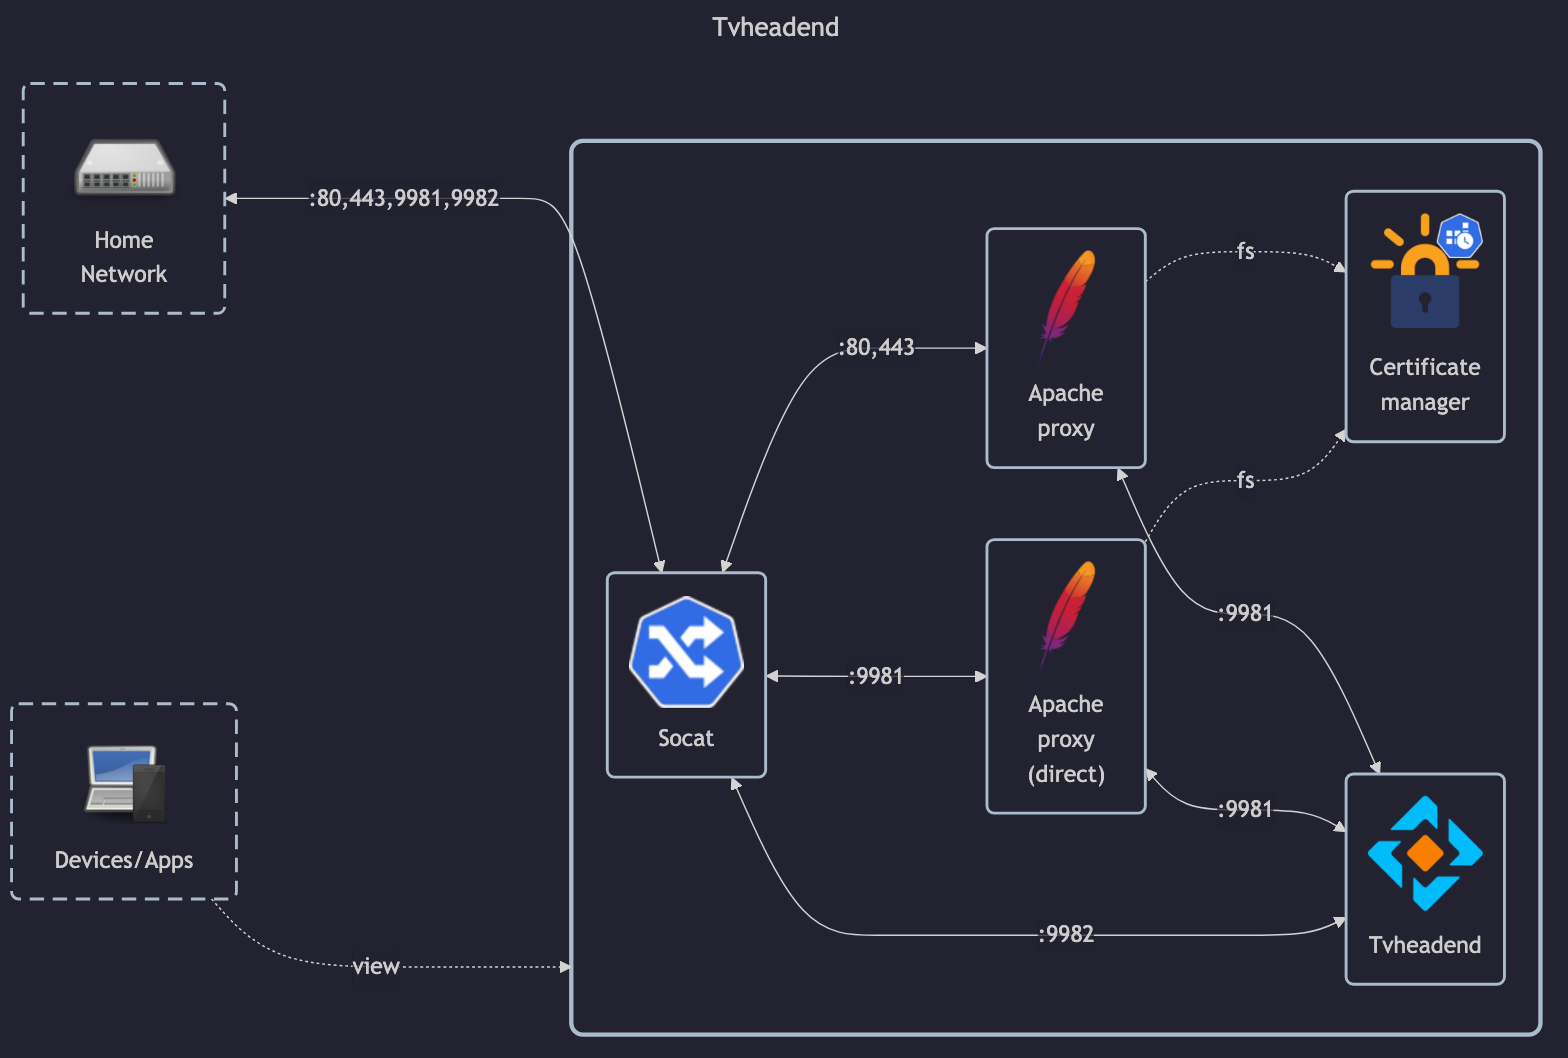 Tvheadend
Home
Network
:80,443,9981,9982
:80,443
Apache
proxy
fs
Certificate
manager
fs
Socat
:9981
Apache
proxy
(direct)
:9981
:9981
Devices/Apps
view
:9982
Tvheadend